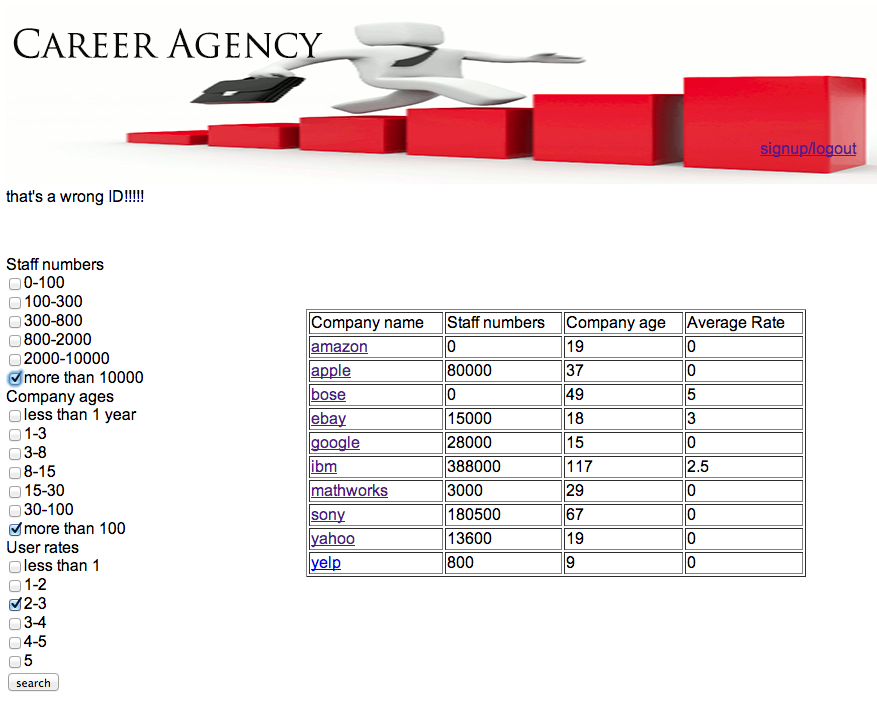 CAREER AGENCY
signup/logout
that's a wrong ID!!!!!
Staff numbers
0-100
100-300
300-800
800-2000
2000-10000
more than 10000
Company ages
less than 1 year
1-3
3-8
8-15
15-30
30-100
more than 100
User rates
less than 1
1-2
2-3
3-4
4-5
5
search
Company name Staff numbers Company age Average Rate
amazon 0 19 0
apple 80000 37 0
bose 0 49 5
ebay 15000 18 3
google 28000 15 0
ibm 388000 117 2.5
mathworks 3000 29 0
sony 180500 67 0
yahoo 13600 19 0
yelp 800 9 0